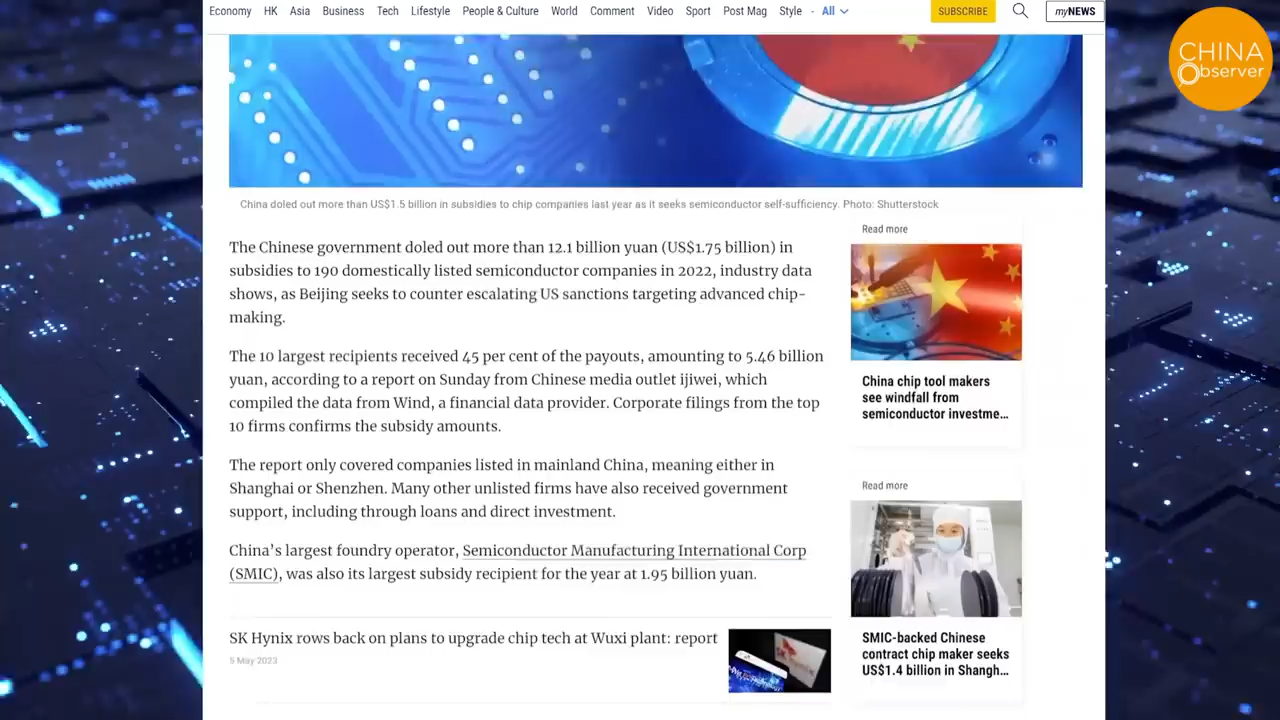 Economy HK Asia Business Tech Lifestyle People & Culture World Comment Video Sport Post Mag Style - All SUBSCRIBE myNEWS
CHINA
Observer
China doled out more than US$1.5 billion in subsidies to chip companies last year as it seeks semiconductor self-sufficiency. Photo: Shutterstock
The Chinese government doled out more than 12.1 billion yuan (US$1.75 billion) in
subsidies to 190 domestically listed semiconductor companies in 2022, industry data
shows, as Beijing seeks to counter escalating US sanctions targeting advanced chip-
making.
The 10 largest recipients received 45 per cent of the payouts, amounting to 5.46 billion
yuan, according to a report on Sunday from Chinese media outlet ijiwei, which
compiled the data from Wind, a financial data provider. Corporate filings from the top
10 firms confirms the subsidy amounts.
The report only covered companies listed in mainland China, meaning either in
Shanghai or Shenzhen. Many other unlisted firms have also received government
support, including through loans and direct investment.
China's largest foundry operator, Semiconductor Manufacturing International Corp
(SMIC), was also its largest subsidy recipient for the year at 1.95 billion yuan.
SK Hynix rows back on plans to upgrade chip tech at Wuxi plant: report
5 May 2023
Read more
China chip tool makers
see windfall from
semiconductor investme...
Read more
SMIC-backed Chinese
contract chip maker seeks
US$1.4 billion in Shangh...